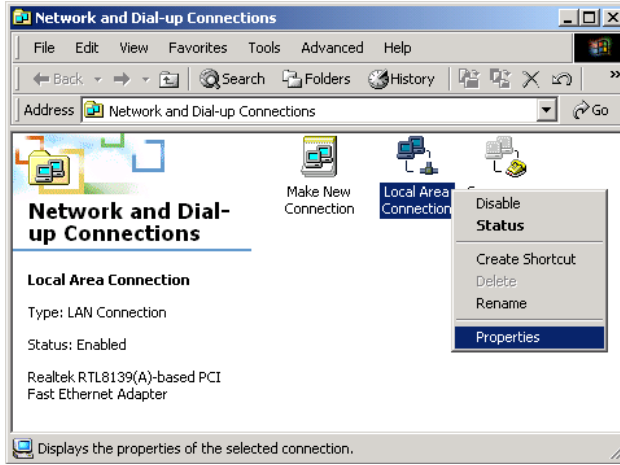 Network and Dial-up Connections
File Edit View Favorites Tools Advanced Help
Back Search Folders History »
Address Network and Dial-up Connections Go
Make New
Connection
Local Area
Connection
Network and Dial-
up Connections
Local Area Connection
Type: LAN Connection
Status: Enabled
Realtek RTL8139(A)-based PCI
Fast Ethernet Adapter
Disable
Status
Create Shortcut
Delete
Rename
Properties
Displays the properties of the selected connection.